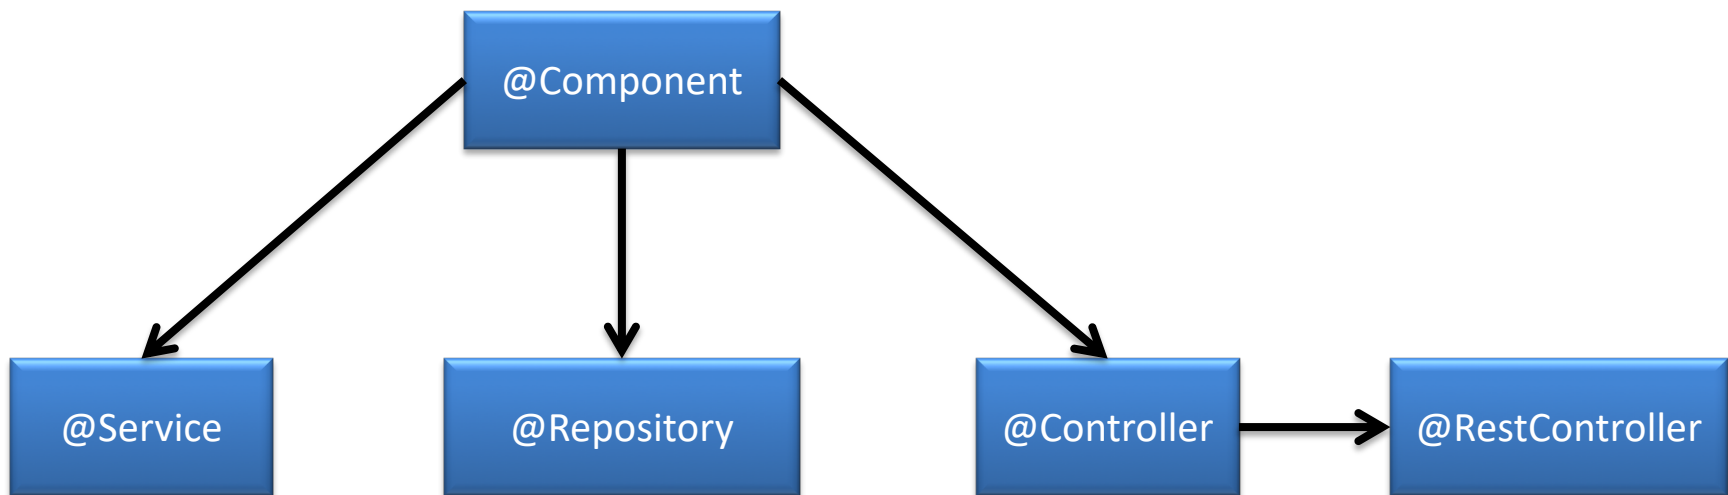 @Component
@Service
@Repository
@Controller
@RestController